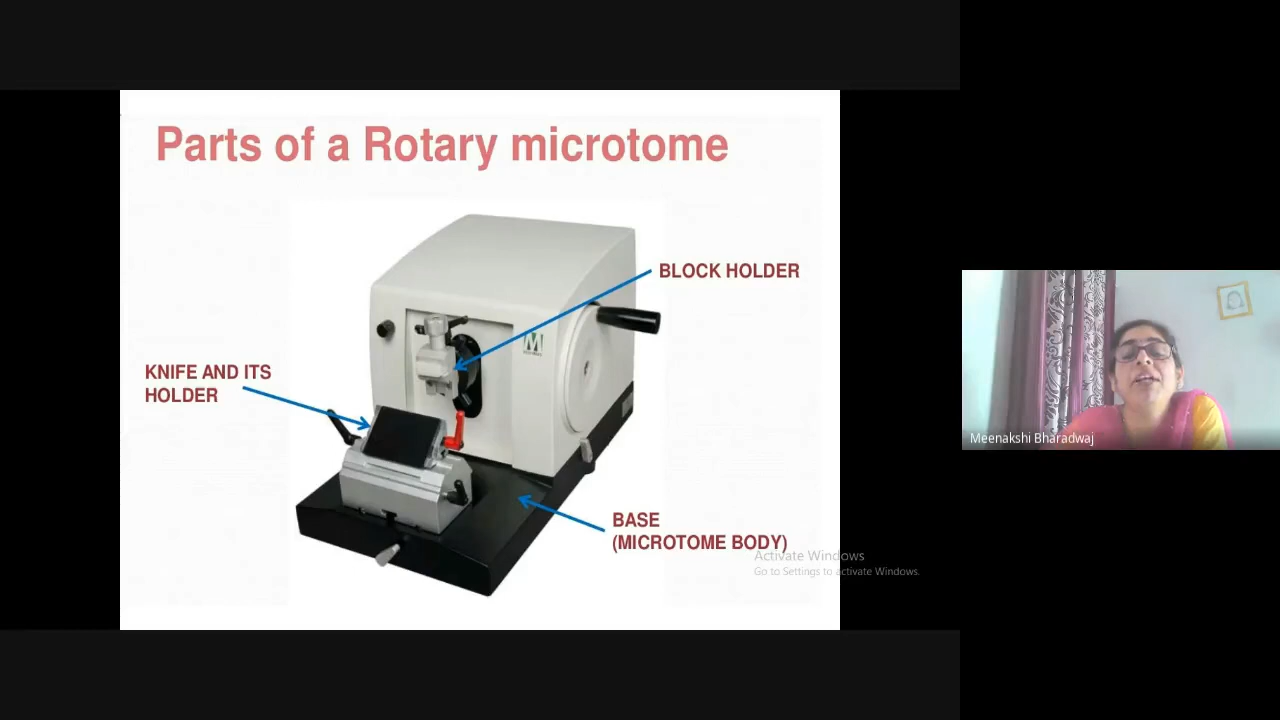 Parts of a Rotary microtome
BLOCK HOLDER
KNIFE AND ITS
HOLDER
M
BASE
(MICROTOME BODY)
Activate Windows
Go to Settings to activate Windows.
Meenakshi Bharadwaj